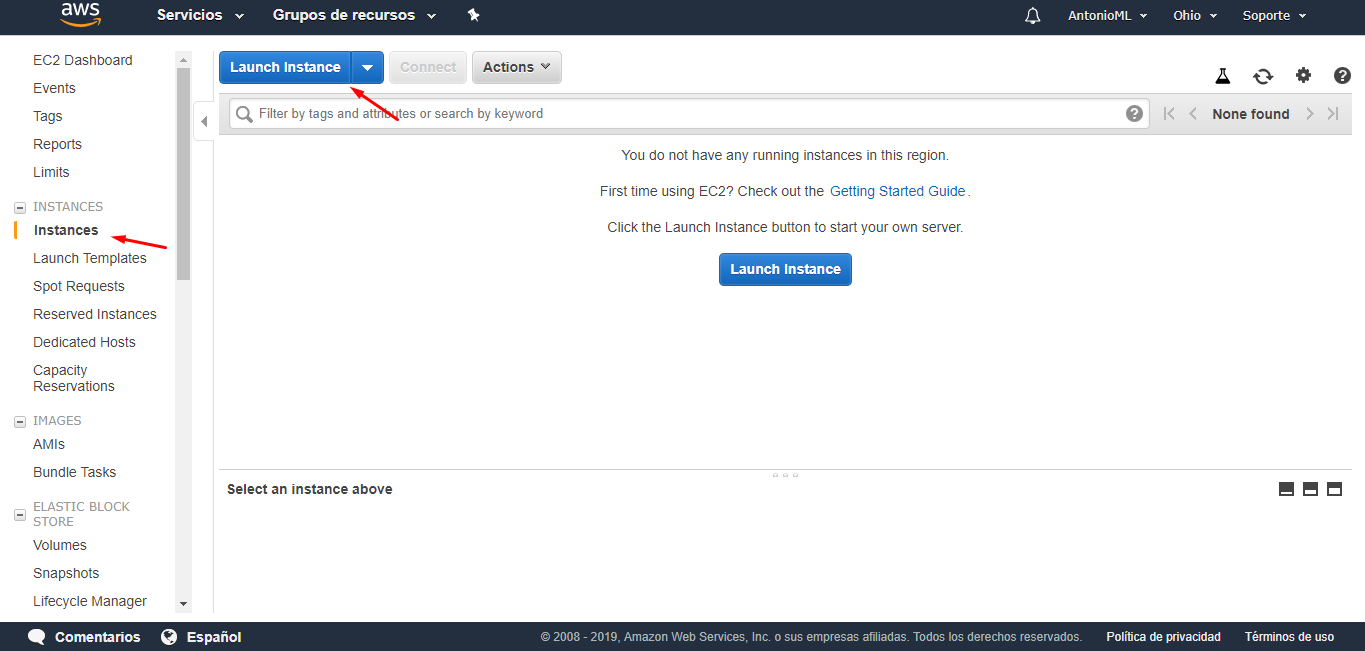 aws
Servicios
Grupos de recursos
AntonioML
Ohio
Soporte
EC2 Dashboard
Events
Tags
Reports
Limits
INSTANCES
Instances
Launch Templates
Spot Requests
Reserved Instances
Dedicated Hosts
Capacity
Reservations
IMAGES
AMIs
Bundle Tasks
ELASTIC BLOCK
STORE
Volumes
Snapshots
Lifecycle Manager
Launch Instance
Connect
Actions
Filter by tags and attributes or search by keyword
None found
You do not have any running instances in this region.
First time using EC2? Check out the Getting Started Guide.
Click the Launch Instance button to start your own server.
Launch Instance
Select an instance above
Comentarios
Español
© 2008 - 2019, Amazon Web Services, Inc. o sus empresas afiliadas. Todos los derechos reservados.
Política de privacidad
Términos de uso